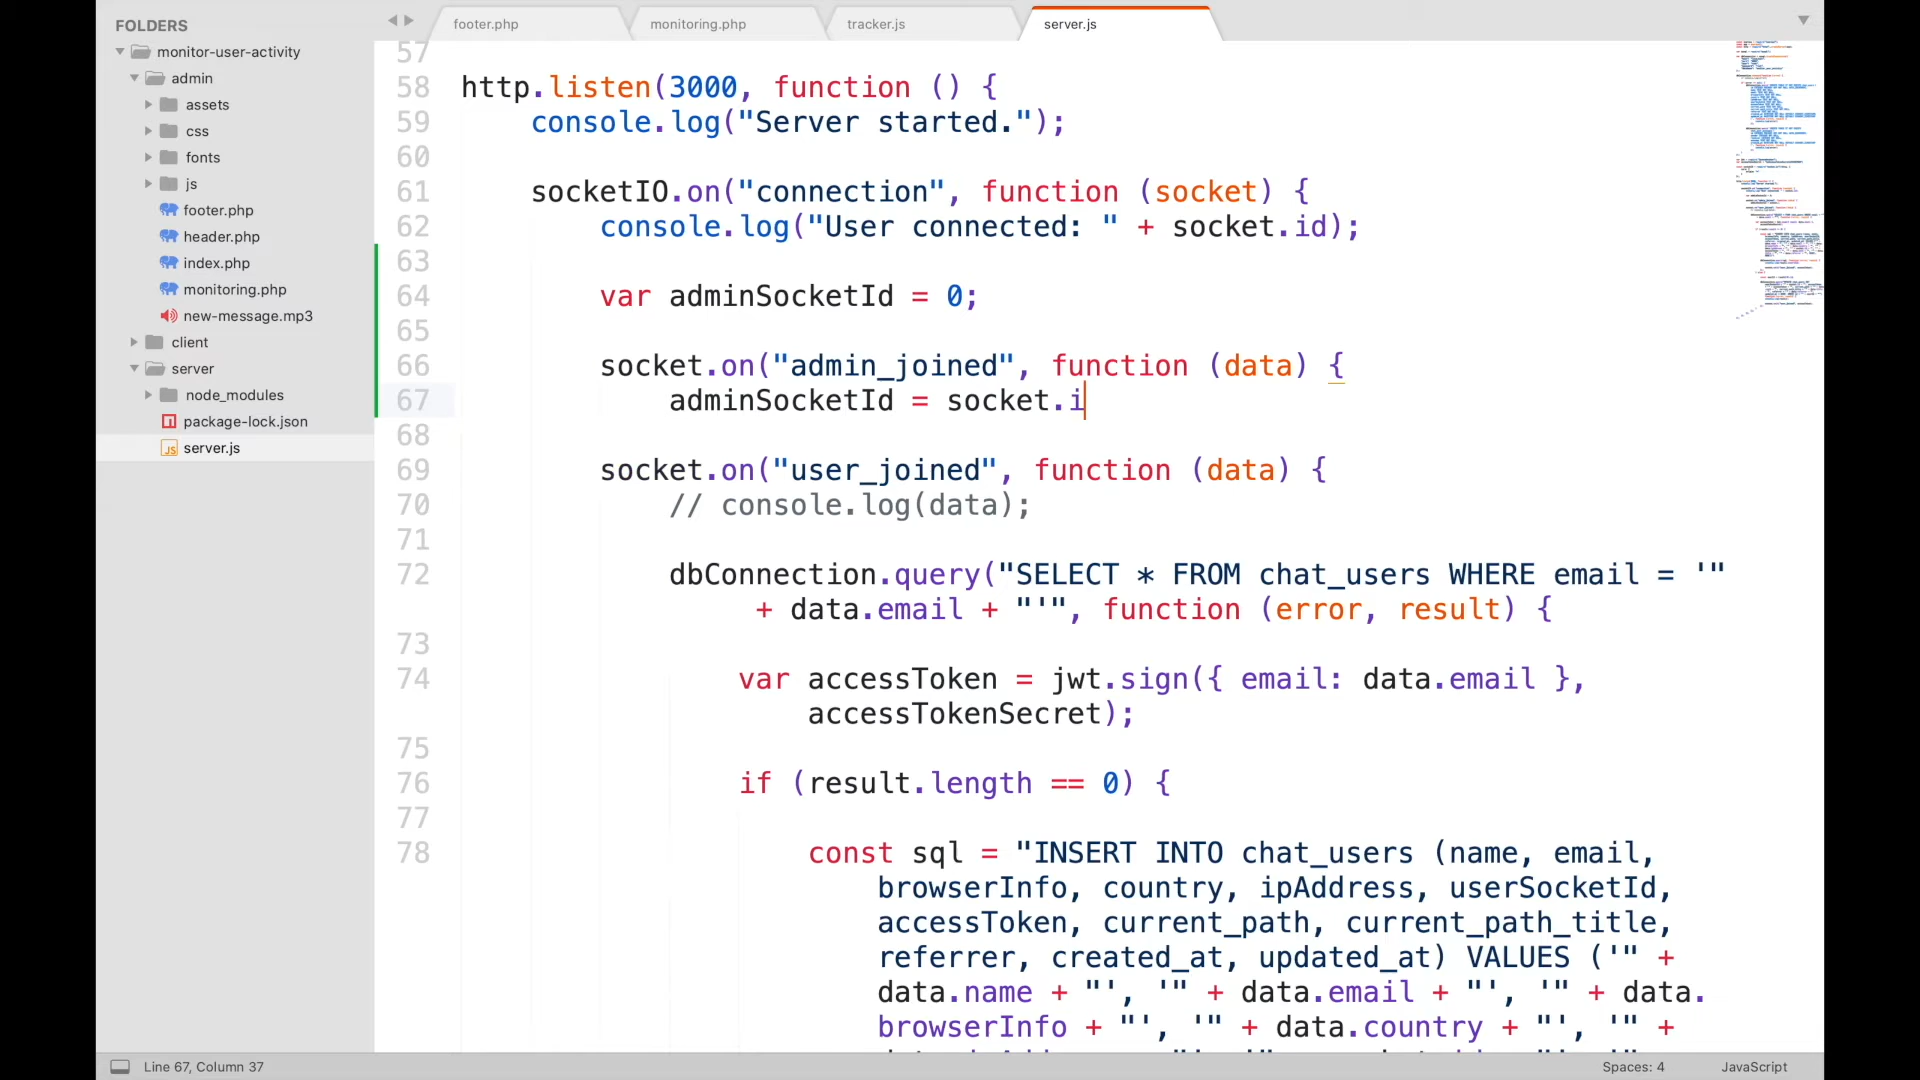 FOLDERS
monitor-user-activity
admin
assets
css
fonts
js
footer.php
header.php
index.php
monitoring.php
new-message.mp3
client
server
node_modules
package-lock.json
server.js
footer.php
monitoring.php
tracker.js
server.js
57
58 http.listen(3000, function () {
59 console.log("Server started.");
60
61 socketIO.on("connection", function (socket) {
62 console.log("User connected: " + socket.id);
63
64 var adminSocketId = 0;
65
66 socket.on("admin_joined", function (data) {
67 adminSocketId = socket.i
68
69 socket.on("user_joined", function (data) {
70 // console.log(data);
71
72 dbConnection.query("SELECT * FROM chat_users WHERE email = '"
+ data.email + "'", function (error, result) {
73
74 var accessToken = jwt.sign({ email: data.email },
accessTokenSecret);
75
76 if (result.length == 0) {
77
78 const sql = "INSERT INTO chat_users (name, email,
browserInfo, country, ipAddress, userSocketId,
accessToken, current_path, current_path_title,
referrer, created_at, updated_at) VALUES ('" +
data.name + "', '" + data.email + "', '" + data.
browserInfo + "', '" + data.country + "', '" +
Line 67, Column 37
Spaces: 4
JavaScript